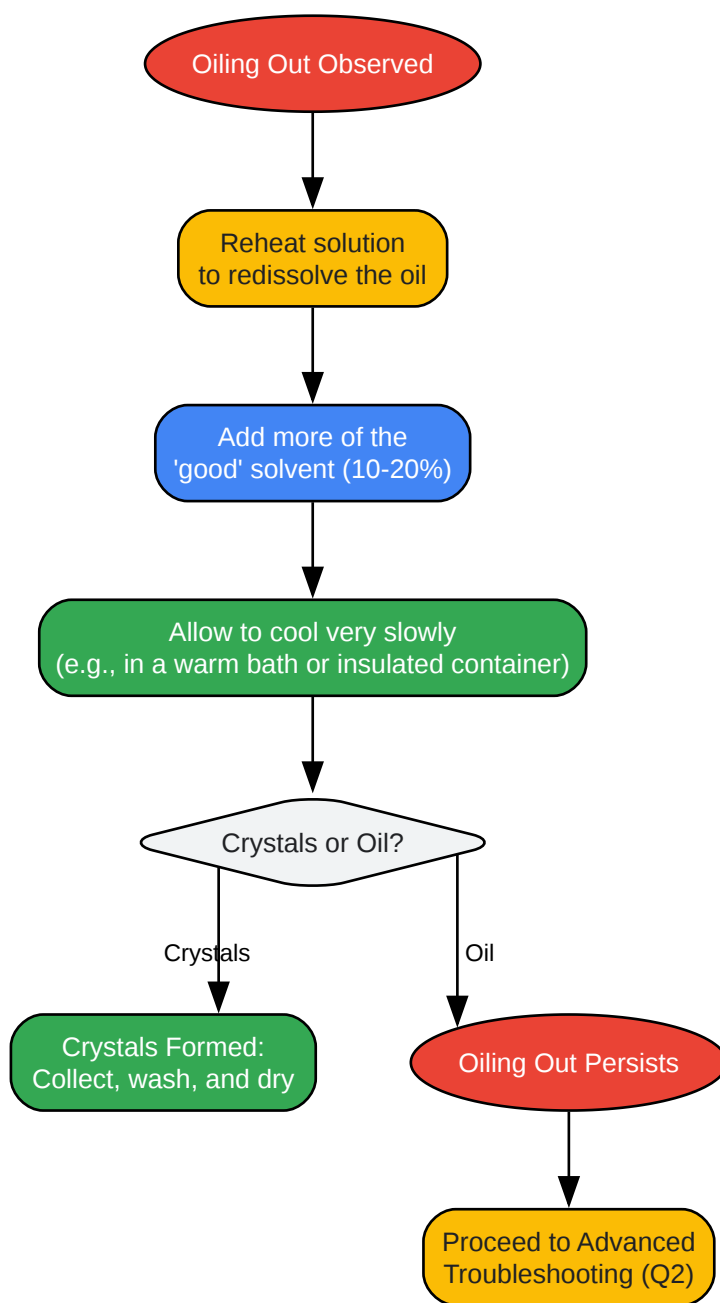 Oiling Out Observed
Reheat solution
to redissolve the oil
Add more of the
'good' solvent (10-20%)
Allow to cool very slowly
(e.g., in a warm bath or insulated container)
Crystals or Oil?
Crystals
Oil
Crystals Formed:
Collect, wash, and dry
Oiling Out Persists
Proceed to Advanced
Troubleshooting (Q2)